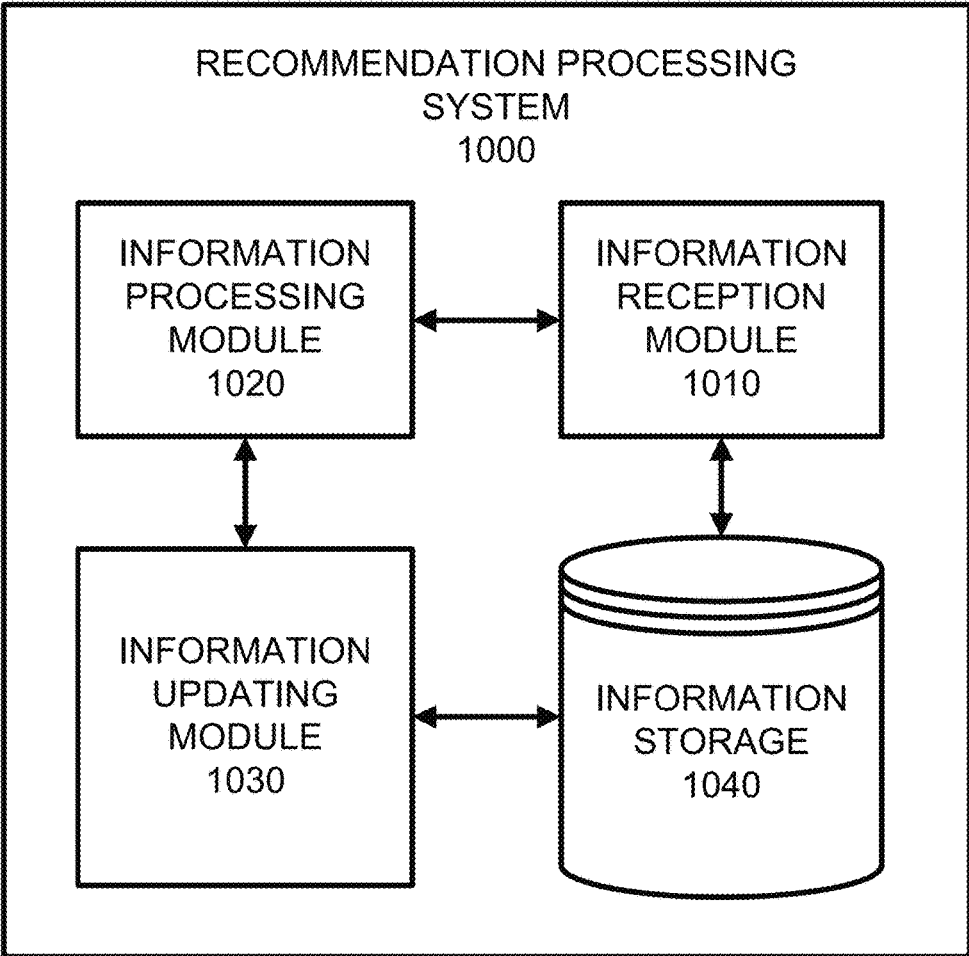 RECOMMENDATION PROCESSING
SYSTEM
1000
INFORMATION
PROCESSING
MODULE
1020
INFORMATION
RECEPTION
MODULE
1010
INFORMATION
UPDATING
MODULE
1030
INFORMATION
STORAGE
1040